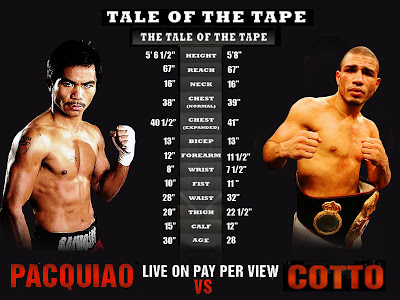 TALE OF THE TAPE
THE TALE OF THE TAPE
5'6 1/2" HEIGHT 5'8"
67" REACH 67"
16" NECK 16"
38" CHEST (NORMAL) 39"
40 1/2" CHEST (EXPANDED) 41"
13" BICEP 13"
12" FOREARM 11 1/2"
8" WRIST 7 1/2"
10" FIST 11"
28" WAIST 32"
20" THIGH 22 1/2"
15" CALF 12"
30" AGE 28
PACQUIAO LIVE ON PAY PER VIEW COTTO
VS